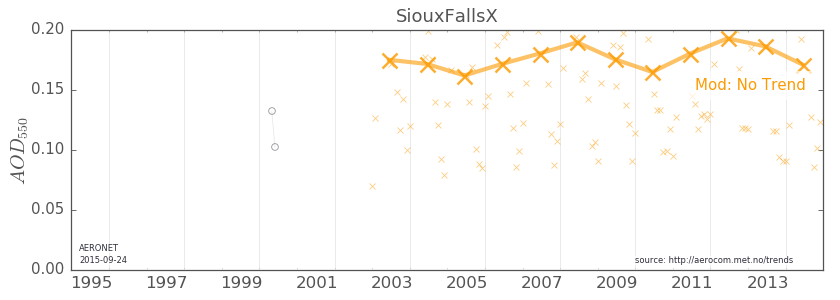 SiouxFallsX
0.20
0.15
0.10
0.05
0.00
AOD550
Mod: No Trend
AERONET
2015-09-24
source: http://aerocom.met.no/trends
1995 1997 1999 2001 2003 2005 2007 2009 2011 2013